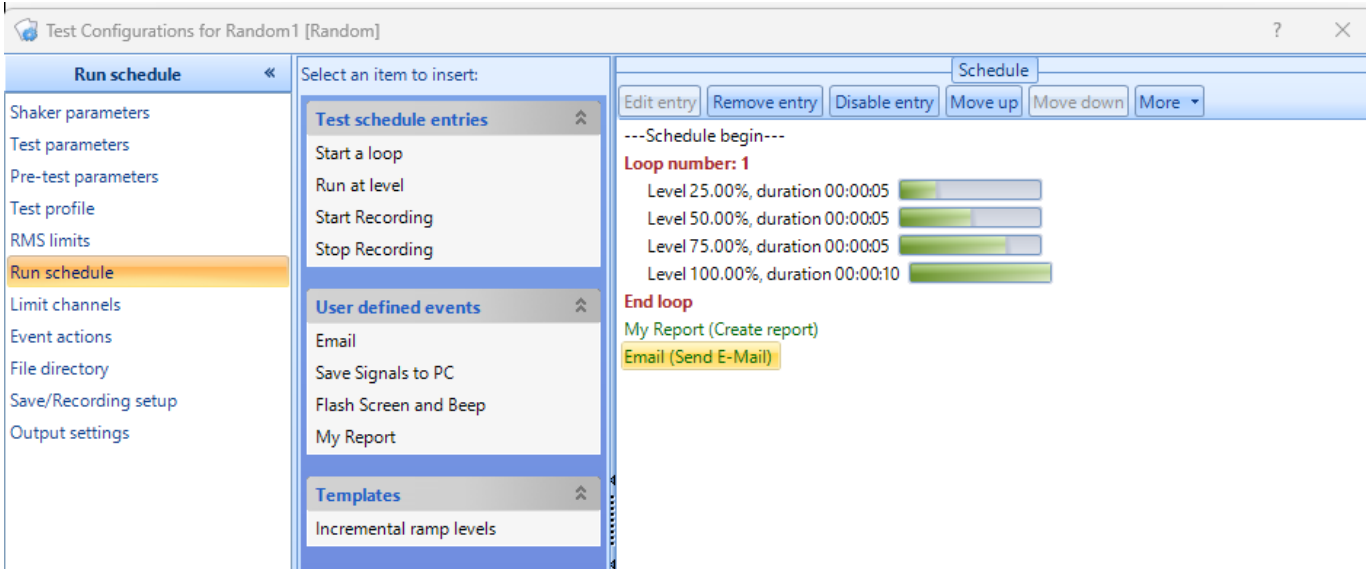 Test Configurations for Random1 [Random]
?
Run schedule «
Shaker parameters
Test parameters
Pre-test parameters
Test profile
RMS limits
Run schedule
Limit channels
Event actions
File directory
Save/Recording setup
Output settings
Select an item to insert:
Test schedule entries
Start a loop
Run at level
Start Recording
Stop Recording
User defined events
Email
Save Signals to PC
Flash Screen and Beep
My Report
Templates
Incremental ramp levels
Schedule
Edit entry Remove entry Disable entry Move up Move down More
---Schedule begin---
Loop number: 1
Level 25.00%, duration 00:00:05
Level 50.00%, duration 00:00:05
Level 75.00%, duration 00:00:05
Level 100.00%, duration 00:00:10
End loop
My Report (Create report)
Email (Send E-Mail)